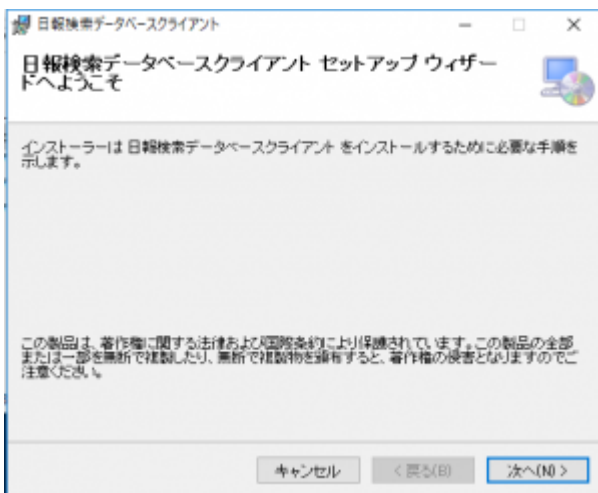 日報検索データベースクライアント
日報検索データベースクライアント セットアップ ウィザー
ドへようこそ
インストーラーは 日報検索データベースクライアント をインストールするために必要な手順を
示します。
この製品は、著作権に関する法律および国際条約により保護されています。この製品の全部
または一部を無断で複製したり、無断で複製物を頒布すると、著作権の侵害となりますのでご
注意ください。
キャンセル
< 戻る(B)
次へ(N) >